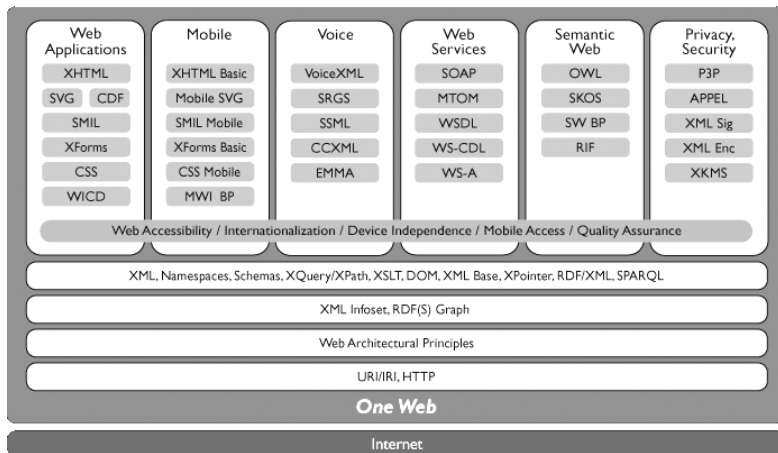 Web Applications
XHTML
SVG CDF
SMIL
XForms
CSS
WICD
Mobile
XHTML Basic
Mobile SVG
SMIL Mobile
XForms Basic
CSS Mobile
MWI BP
Voice
VoiceXML
SRGS
SSML
CCXML
EMMA
Web Services
SOAP
MTOM
WSDL
WS-CDL
WS-A
Semantic Web
OWL
SKOS
SW BP
RIF
Privacy, Security
P3P
APPEL
XML Sig
XML Enc
XKMS
Web Accessibility / Internationalization / Device Independence / Mobile Access / Quality Assurance
XML, Namespaces, Schemas, XQuery/XPath, XSLT, DOM, XML Base, XPointer, RDF/XML, SPARQL
XML Infoset, RDF(S) Graph
Web Architectural Principles
URI/IRI, HTTP
One Web
Internet